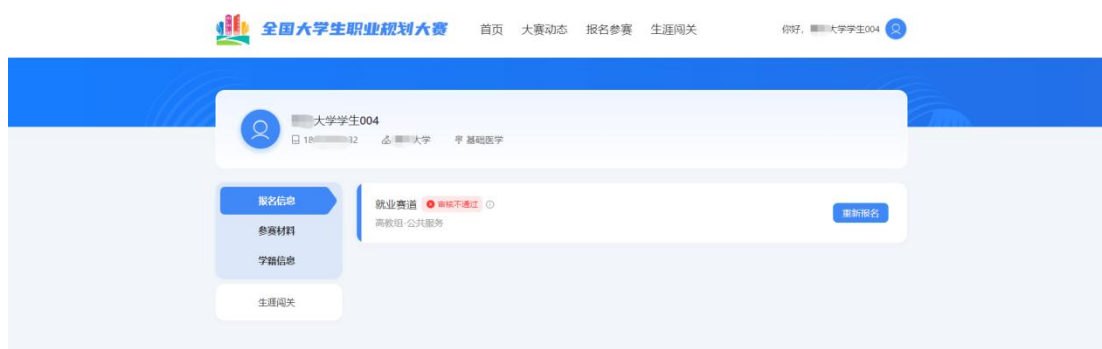 全国大学生职业规划大赛 首页 大赛动态 报名参赛 生涯闯关 你好, 大学学生004
大学学生004
18 32 大学 基础医学
报名信息
参赛材料
学籍信息
生涯闯关
就业赛道 审核不通过
高教组-公共服务
重新报名